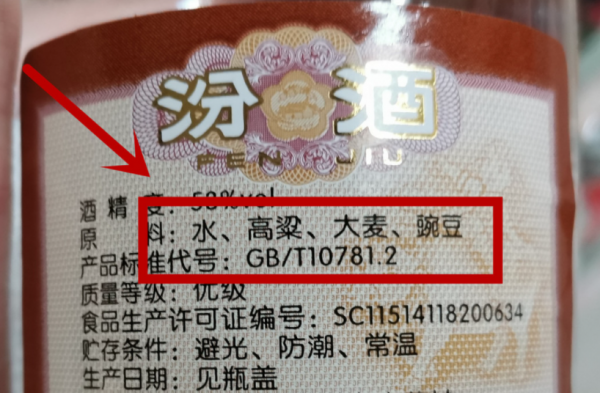 汾酒
FEN JIU
酒精度：53%vol
原料：水、高粱、大麦、豌豆
产品标准代号：GB/T10781.2
质量等级：优级
食品生产许可证编号：SC11514118200634
贮存条件：避光、防潮、常温
生产日期：见瓶盖